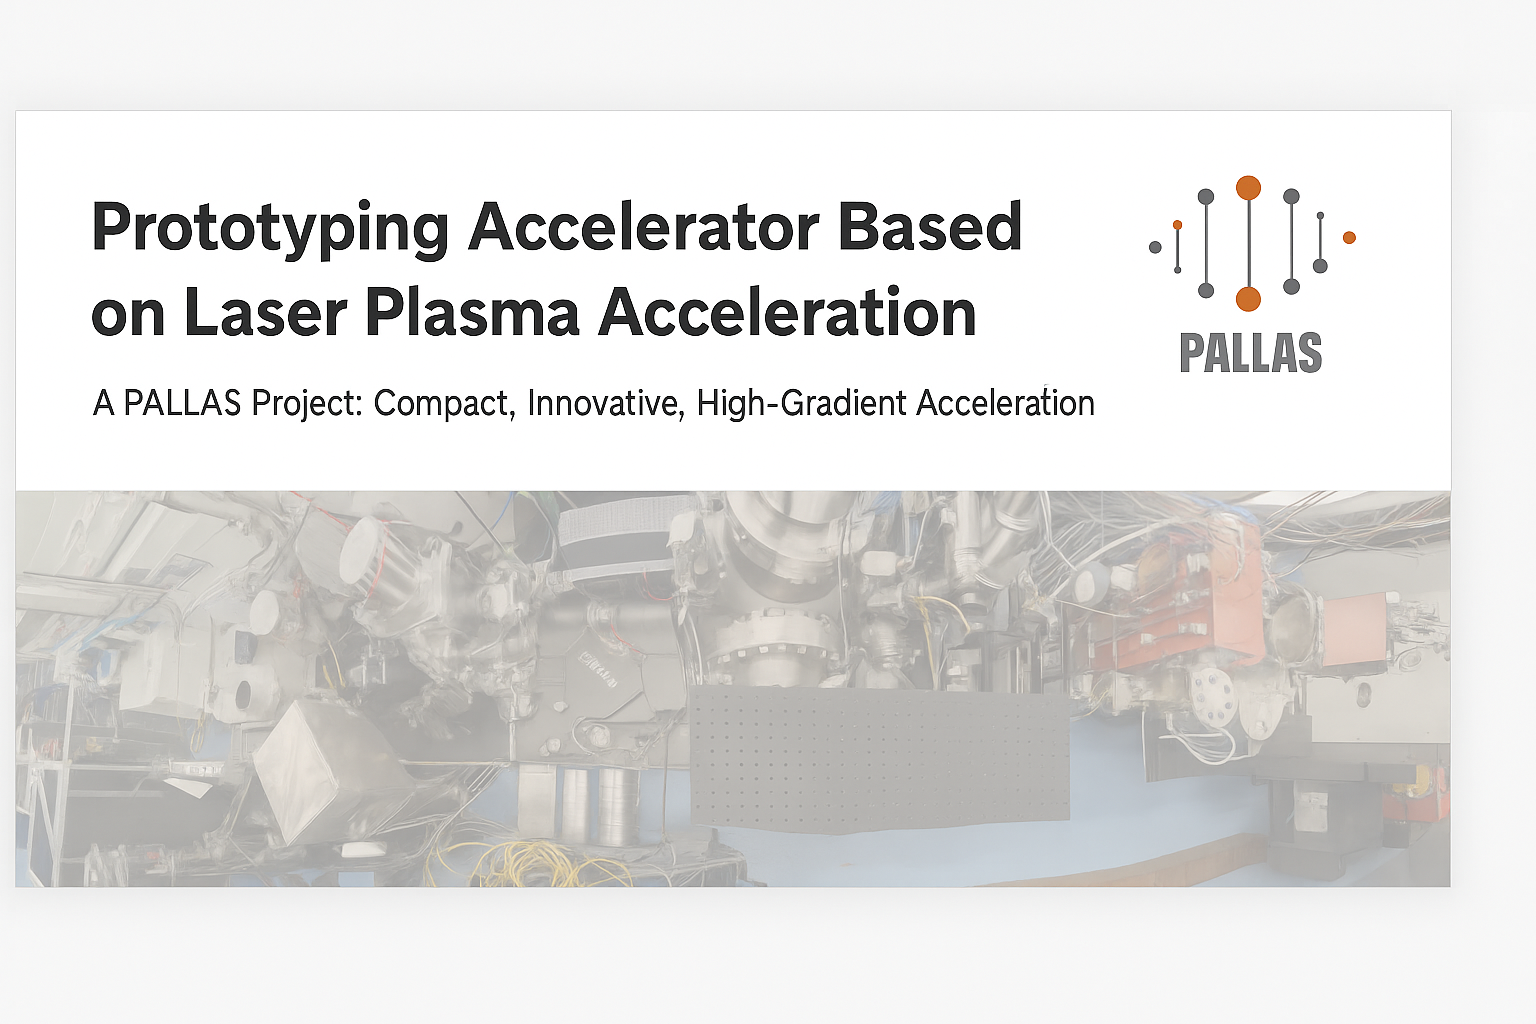 Prototyping Accelerator Based
on Laser Plasma Acceleration
A PALLAS Project: Compact, Innovative, High-Gradient Acceleration
PALLAS